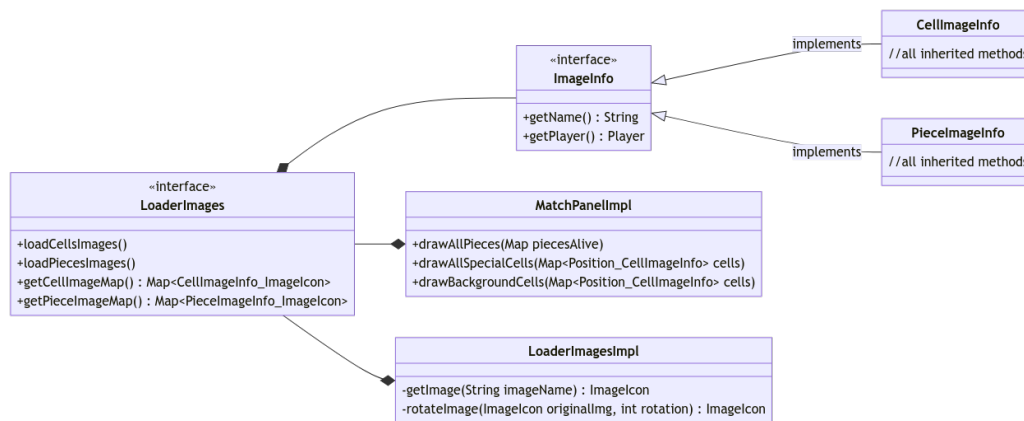 CellImageInfo
//all inherited methods
implements
«interface»
ImageInfo
+getName() : String
+getPlayer() : Player
PieceImageInfo
//all inherited methods
implements
«interface»
LoaderImages
+loadCellsImages()
+loadPiecesImages()
+getCellImageMap() : Map<CellImageInfo_ImageIcon>
+getPieceImageMap() : Map<PieceImageInfo_ImageIcon>
MatchPanelImpl
+drawAllPieces(Map piecesAlive)
+drawAllSpecialCells(Map<Position_CellImageInfo> cells)
+drawBackgroundCells(Map<Position_CellImageInfo> cells)
LoaderImagesImpl
-getImage(String imageName) : ImageIcon
-rotateImage(ImageIcon originalImg, int rotation) : ImageIcon